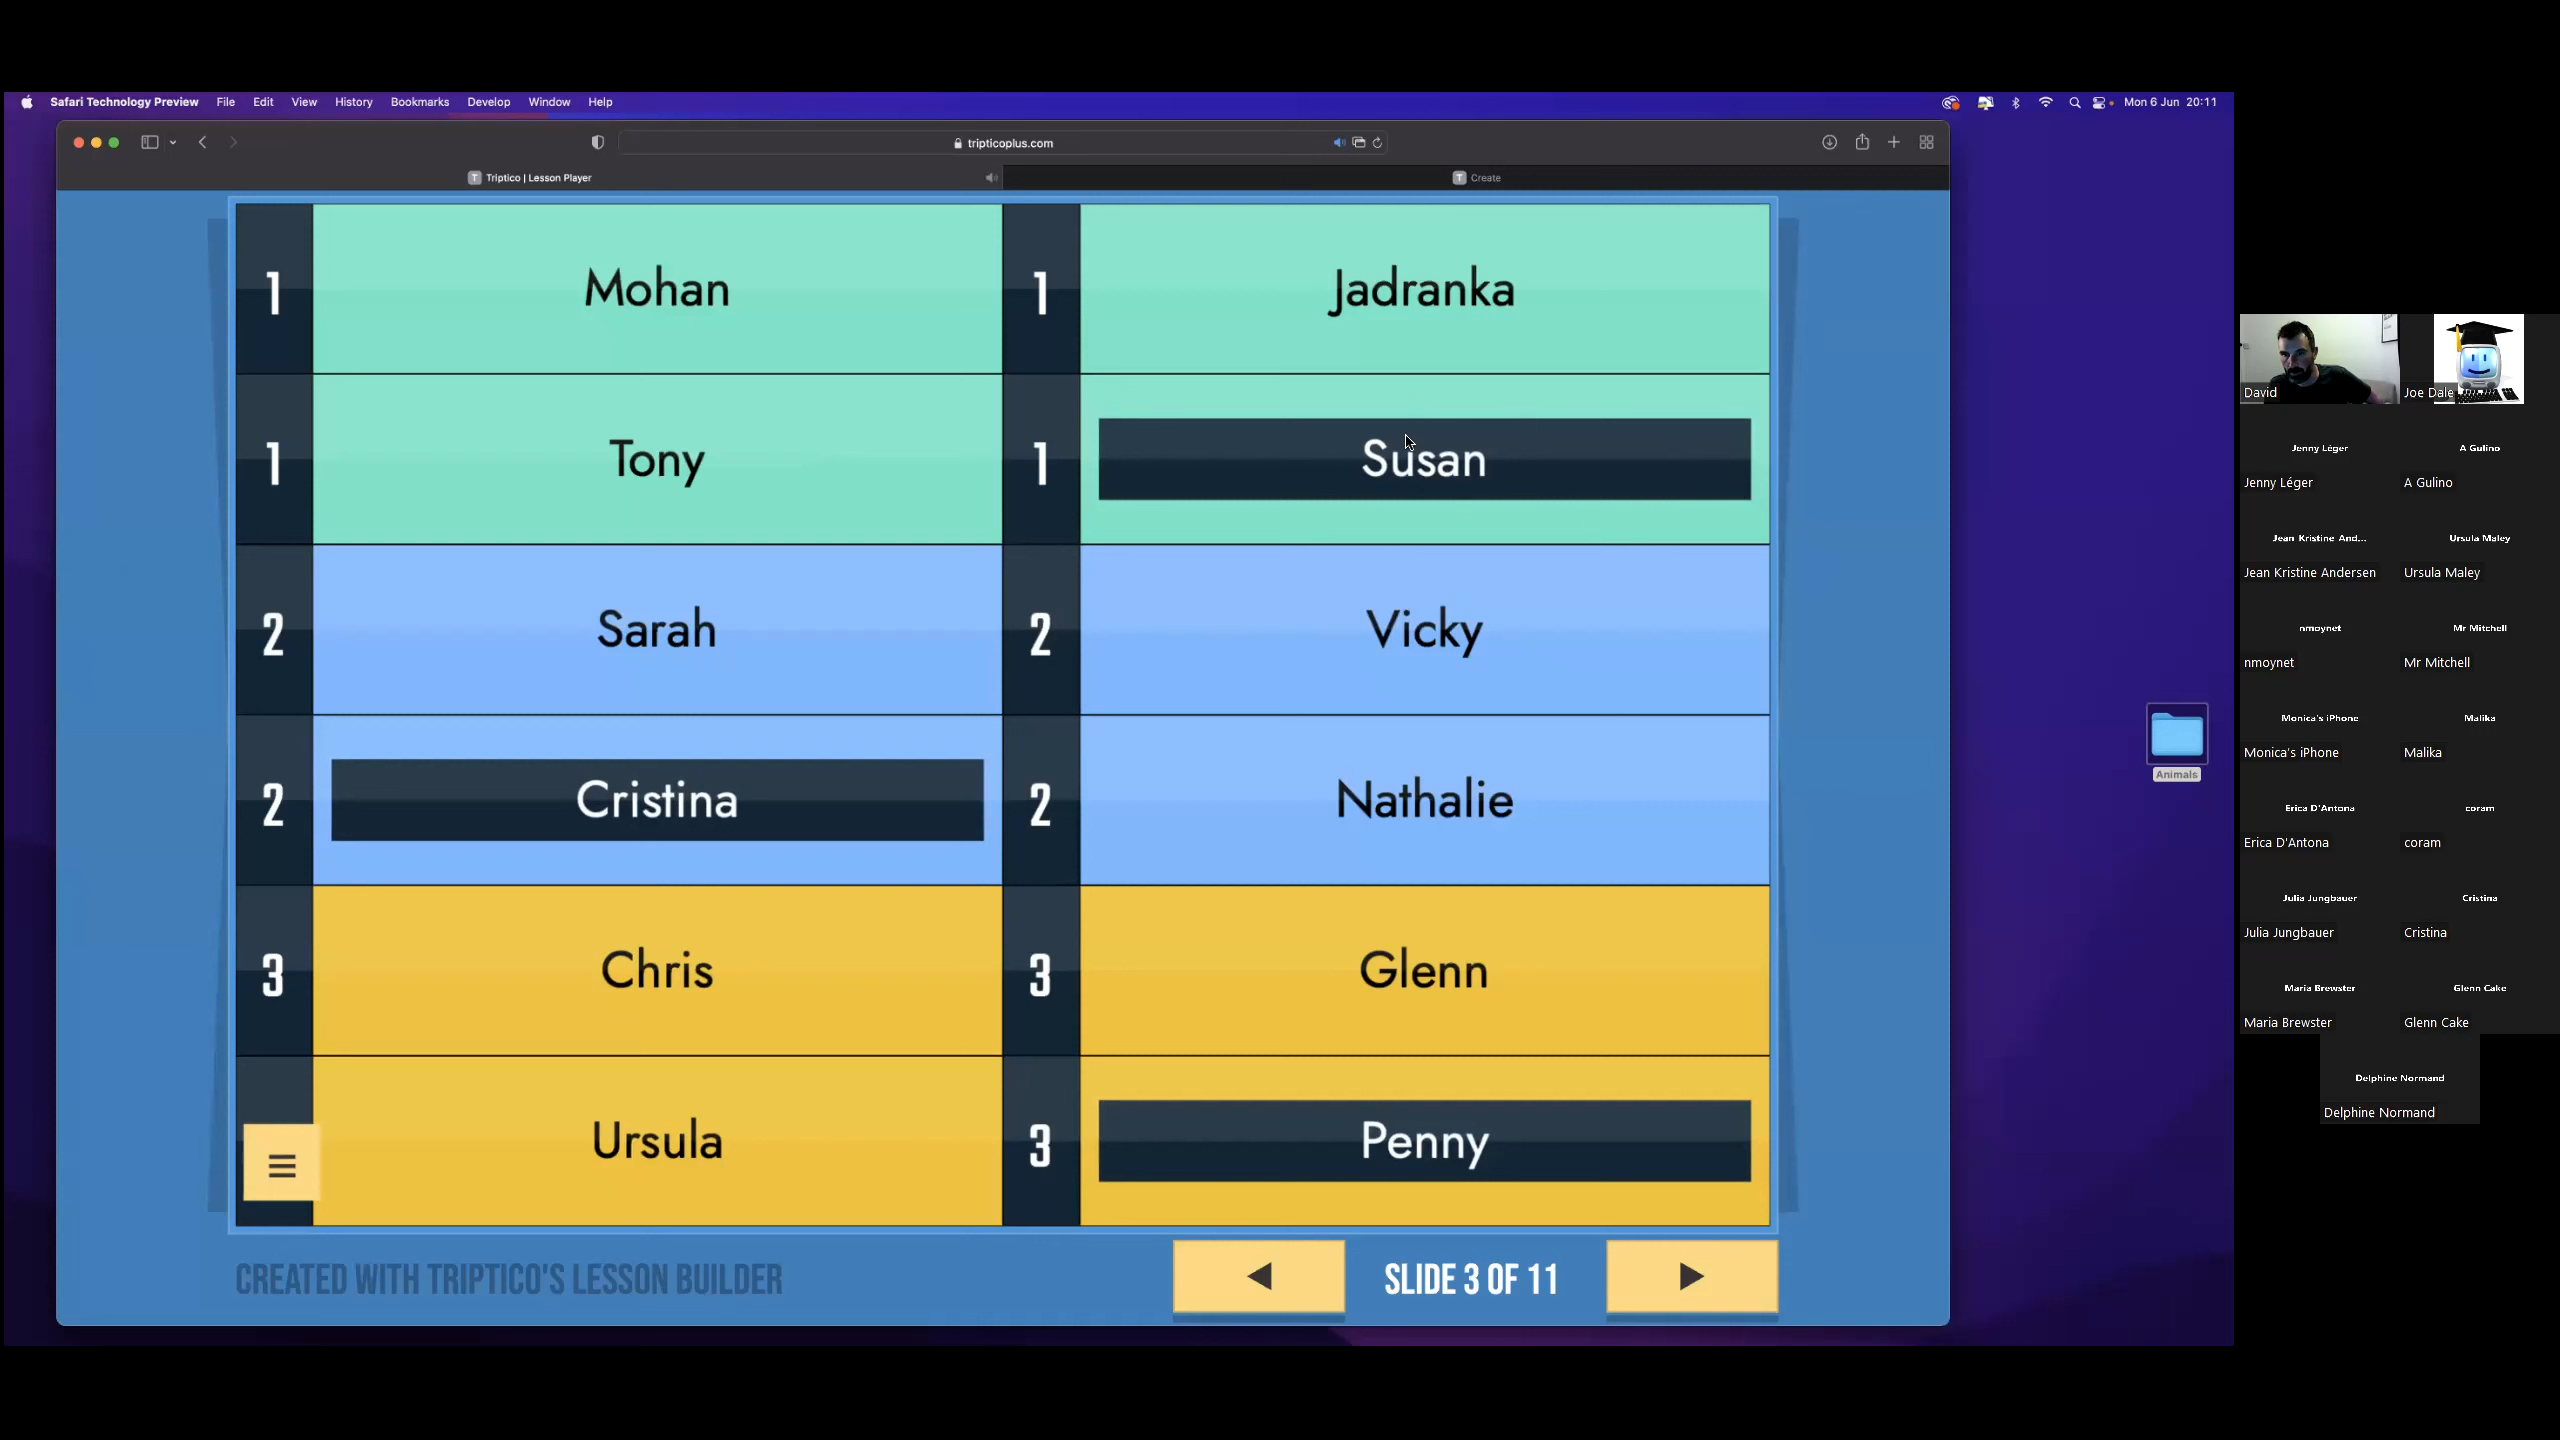 Safari Technology Preview File Edit View History Bookmarks Develop Window Help Mon 6 Jun 20:11
tripticoplus.com
Triptico | Lesson Player Create
1 Mohan 1 Jadranka
1 Tony 1 Susan
2 Sarah 2 Vicky
2 Cristina 2 Nathalie
3 Chris 3 Glenn
Ursula 3 Penny
CREATED WITH TRIPTICO'S LESSON BUILDER SLIDE 3 OF 11
Animals
David Joe Dale
Jenny Léger A Gulino
Jenny Léger A Gulino
Jean Kristine And... Ursula Maley
Jean Kristine Andersen Ursula Maley
nmoynet Mr Mitchell
nmoynet Mr Mitchell
Monica's iPhone Malika
Monica's iPhone Malika
Erica D'Antona coram
Erica D'Antona coram
Julia Jungbauer Cristina
Julia Jungbauer Cristina
Maria Brewster Glenn Cake
Maria Brewster Glenn Cake
Delphine Normand
Delphine Normand